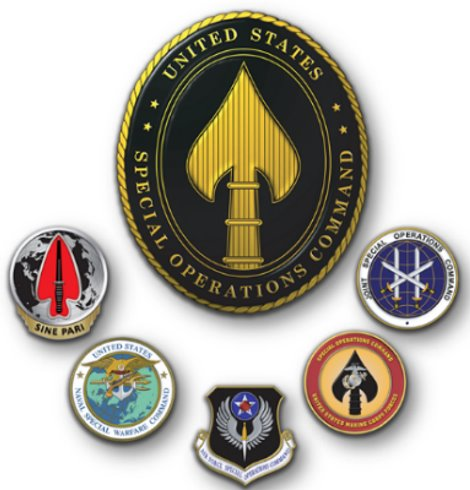 UNITED STATES
SPECIAL OPERATIONS COMMAND
SINE PARI
JOINT SPECIAL OPERATIONS COMMAND
UNITED STATES
NAVAL SPECIAL WARFARE COMMAND
SPECIAL OPERATIONS COMMAND
UNITED STATES MARINE CORPS FORCES
AIR FORCE SPECIAL OPERATIONS COMMAND